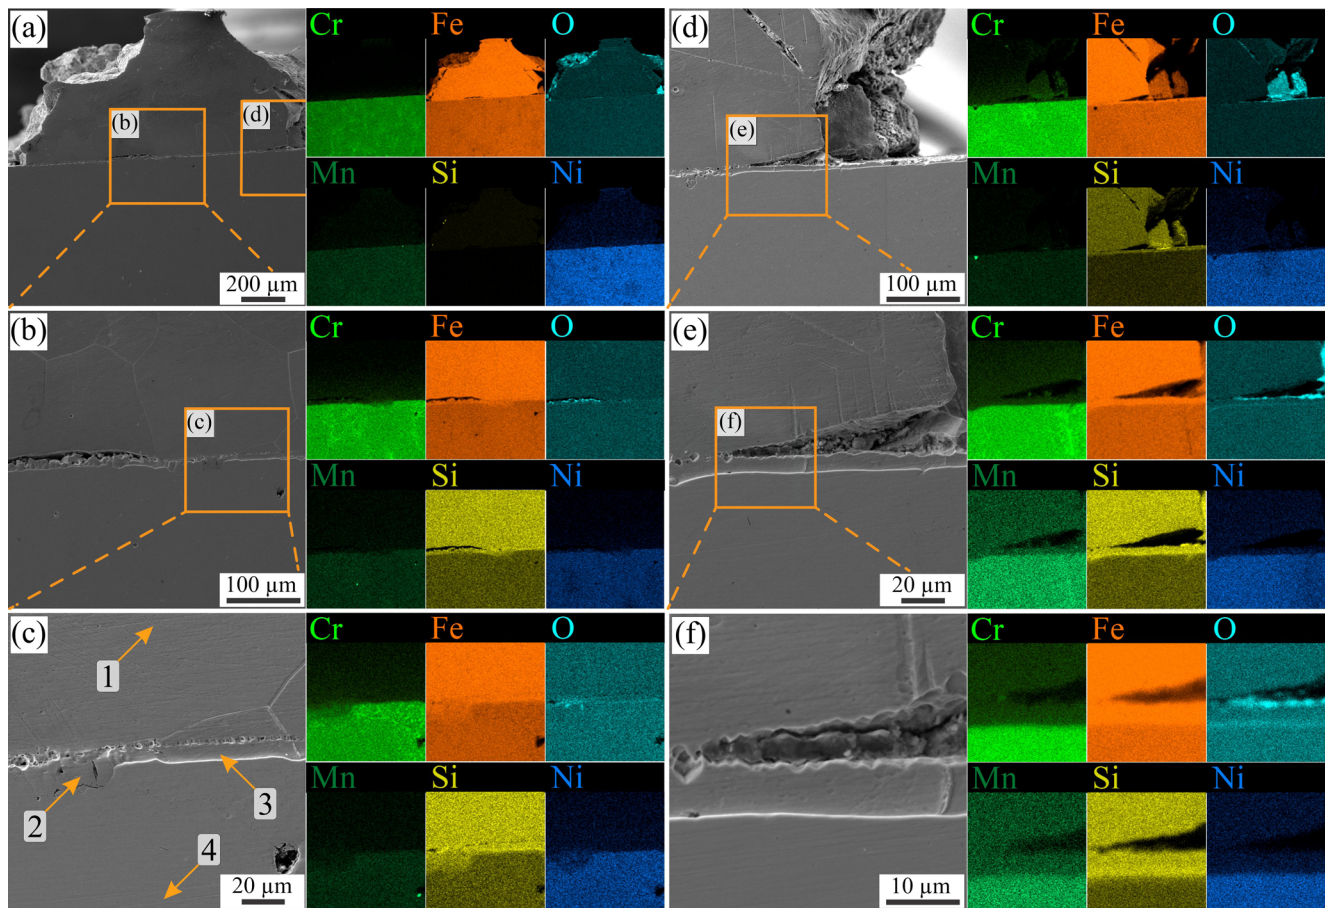 (a)
(b)
(d)
200 µm
Cr Fe O
Mn Si Ni
(d)
(e)
100 µm
Cr Fe O
Mn Si Ni
(b)
(c)
100 µm
Cr Fe O
Mn Si Ni
(e)
(f)
20 µm
Cr Fe O
Mn Si Ni
(c)
1
2
3
4
20 µm
Cr Fe O
Mn Si Ni
(f)
10 µm
Cr Fe O
Mn Si Ni